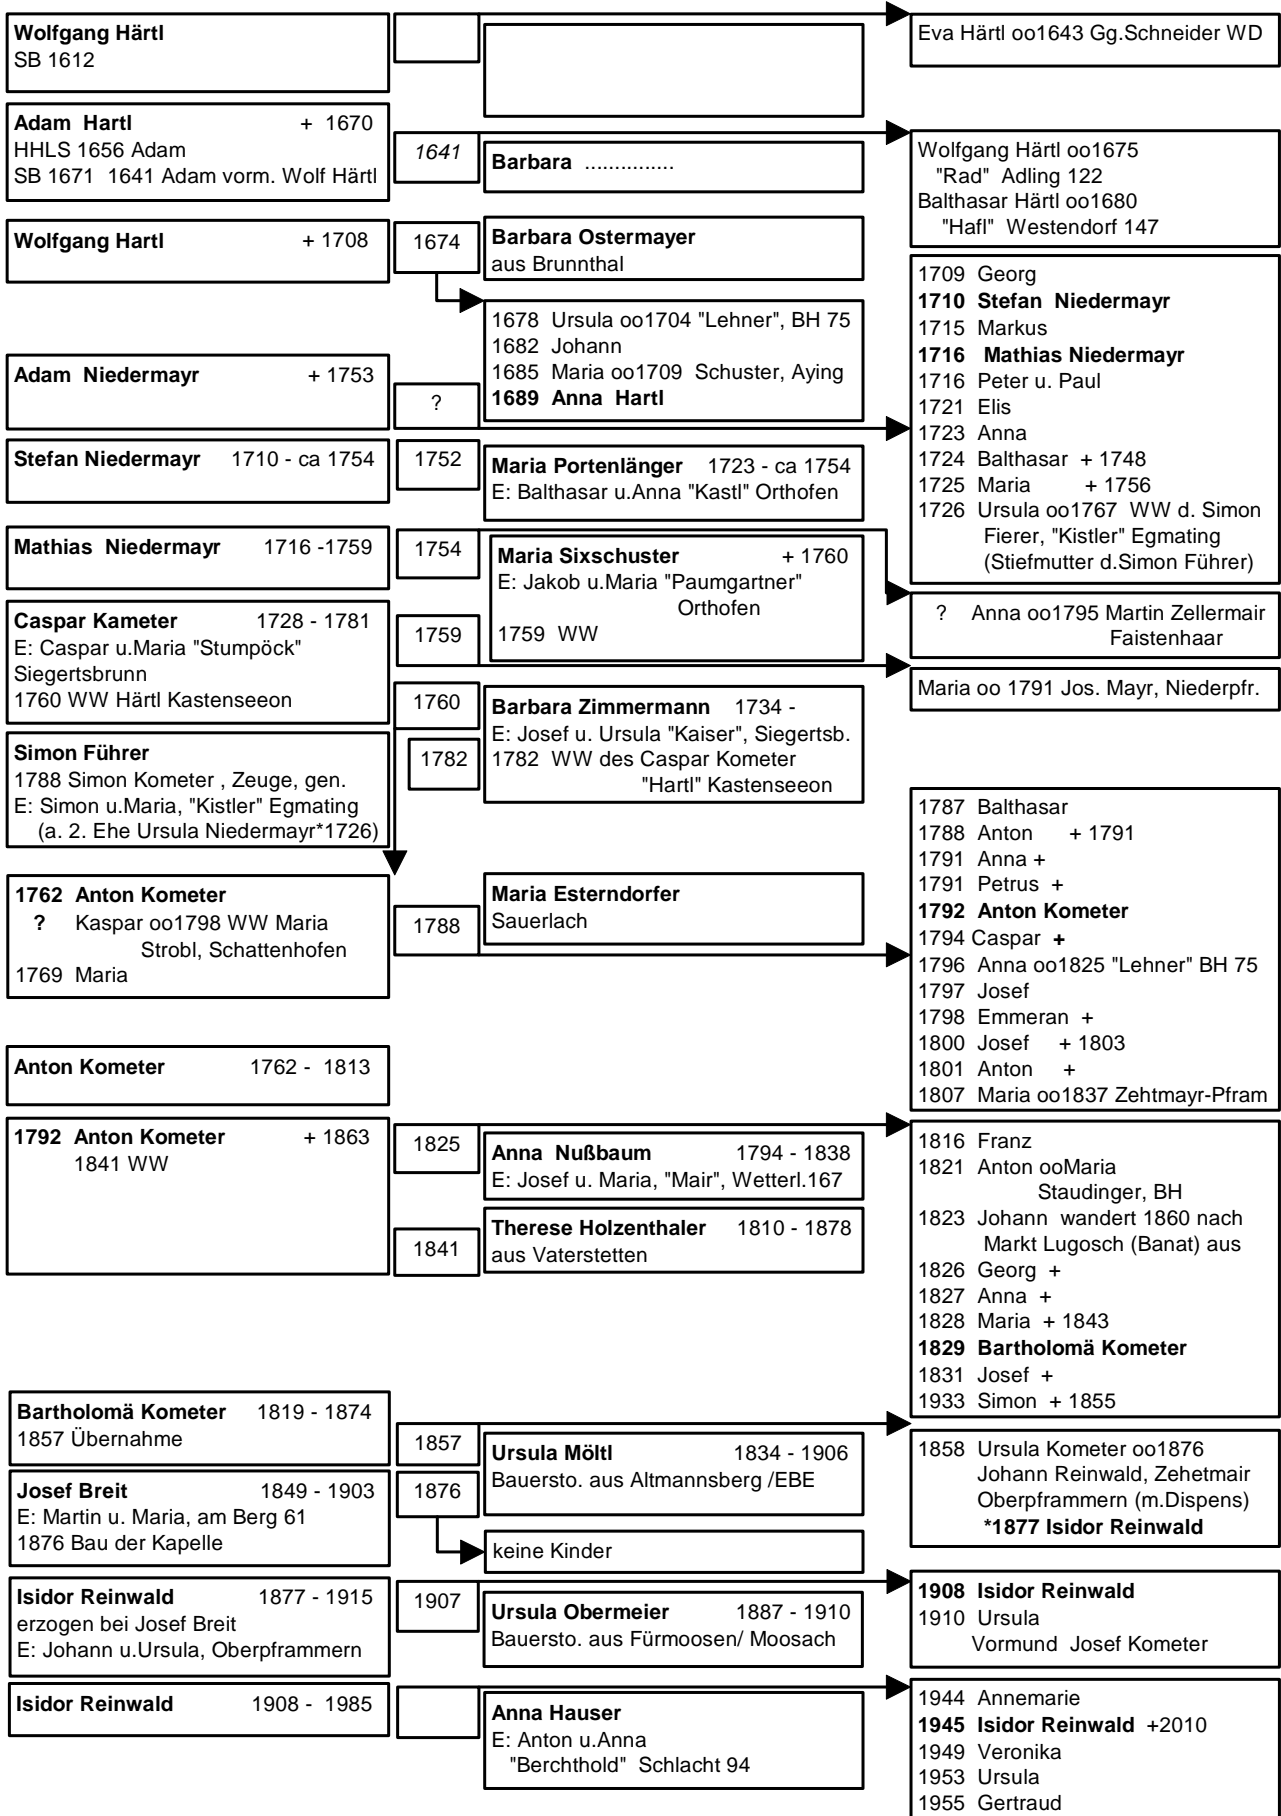 Wolfgang Härtl
SB 1612
Eva Härtl oo1643 Gg.Schneider WD
Adam Hartl + 1670
HHLS 1656 Adam
SB 1671 1641 Adam vorm. Wolf Härtl
1641
Barbara ...............
Wolfgang Härtl oo1675
"Rad" Adling 122
Balthasar Härtl oo1680
"Hafl" Westendorf 147
Wolfgang Hartl + 1708
1674
Barbara Ostermayer
aus Brunnthal
1678 Ursula oo1704 "Lehner", BH 75
1682 Johann
1685 Maria oo1709 Schuster, Aying
1689 Anna Hartl
Adam Niedermayr + 1753
?
1709 Georg
1710 Stefan Niedermayr
1715 Markus
1716 Mathias Niedermayr
1716 Peter u. Paul
1721 Elis
1723 Anna
1724 Balthasar + 1748
1725 Maria + 1756
1726 Ursula oo1767 WW d. Simon
Fierer, "Kistler" Egmating
(Stiefmutter d.Simon Führer)
Stefan Niedermayr 1710 - ca 1754
1752
Maria Portenlänger 1723 - ca 1754
E: Balthasar u.Anna "Kastl" Orthofen
Mathias Niedermayr 1716 -1759
1754
Maria Sixschuster + 1760
E: Jakob u.Maria "Paumgartner"
Orthofen
1759 WW
? Anna oo1795 Martin Zellermair
Faistenhaar
Caspar Kameter 1728 - 1781
E: Caspar u.Maria "Stumpöck"
Siegertsbrunn
1760 WW Härtl Kastenseeon
1759
Maria oo 1791 Jos. Mayr, Niederpfr.
1760
Barbara Zimmermann 1734 -
E: Josef u. Ursula "Kaiser", Siegertsb.
1782 WW des Caspar Kometer
"Hartl" Kastenseeon
Simon Führer
1788 Simon Kometer , Zeuge, gen.
E: Simon u.Maria, "Kistler" Egmating
(a. 2. Ehe Ursula Niedermayr*1726)
1782
1762 Anton Kometer
? Kaspar oo1798 WW Maria
Strobl, Schattenhofen
1769 Maria
1788
Maria Esterndorfer
Sauerlach
1787 Balthasar
1788 Anton + 1791
1791 Anna +
1791 Petrus +
1792 Anton Kometer
1794 Caspar +
1796 Anna oo1825 "Lehner" BH 75
1797 Josef
1798 Emmeran +
1800 Josef + 1803
1801 Anton +
1807 Maria oo1837 Zehtmayr-Pfram
Anton Kometer 1762 - 1813
1792 Anton Kometer + 1863
1841 WW
1825
Anna Nußbaum 1794 - 1838
E: Josef u. Maria, "Mair", Wetterl.167
1841
Therese Holzenthaler 1810 - 1878
aus Vaterstetten
1816 Franz
1821 Anton ooMaria
Staudinger, BH
1823 Johann wandert 1860 nach
Markt Lugosch (Banat) aus
1826 Georg +
1827 Anna +
1828 Maria + 1843
1829 Bartholomä Kometer
1831 Josef +
1933 Simon + 1855
Bartholomä Kometer 1819 - 1874
1857 Übernahme
1857
Ursula Möltl 1834 - 1906
Bauersto. aus Altmannsberg /EBE
1858 Ursula Kometer oo1876
Johann Reinwald, Zehetmair
Oberpframmern (m.Dispens)
*1877 Isidor Reinwald
Josef Breit 1849 - 1903
E: Martin u. Maria, am Berg 61
1876 Bau der Kapelle
1876
keine Kinder
Isidor Reinwald 1877 - 1915
erzogen bei Josef Breit
E: Johann u.Ursula, Oberpframmern
1907
Ursula Obermeier 1887 - 1910
Bauersto. aus Fürmoosen/ Moosach
1908 Isidor Reinwald
1910 Ursula
Vormund Josef Kometer
Isidor Reinwald 1908 - 1985
Anna Hauser
E: Anton u.Anna
"Berchthold" Schlacht 94
1944 Annemarie
1945 Isidor Reinwald +2010
1949 Veronika
1953 Ursula
1955 Gertraud